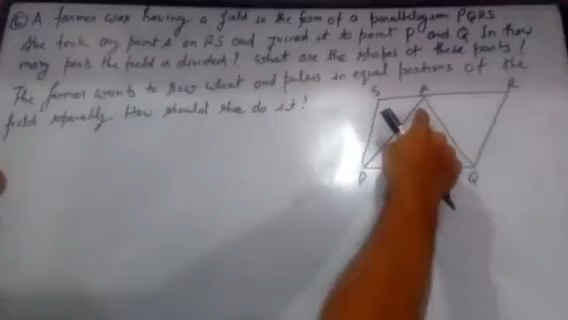 ⑥ A farmer was having a field in the form of a parallelogram PQRS
She took any point A on RS and joined it to point P and Q. In how
many parts the field is divided? What are the shapes of these parts?
The farmer wants to sow wheat and pulses in equal portions of the
field separately. How should she do it?
S A R
P Q